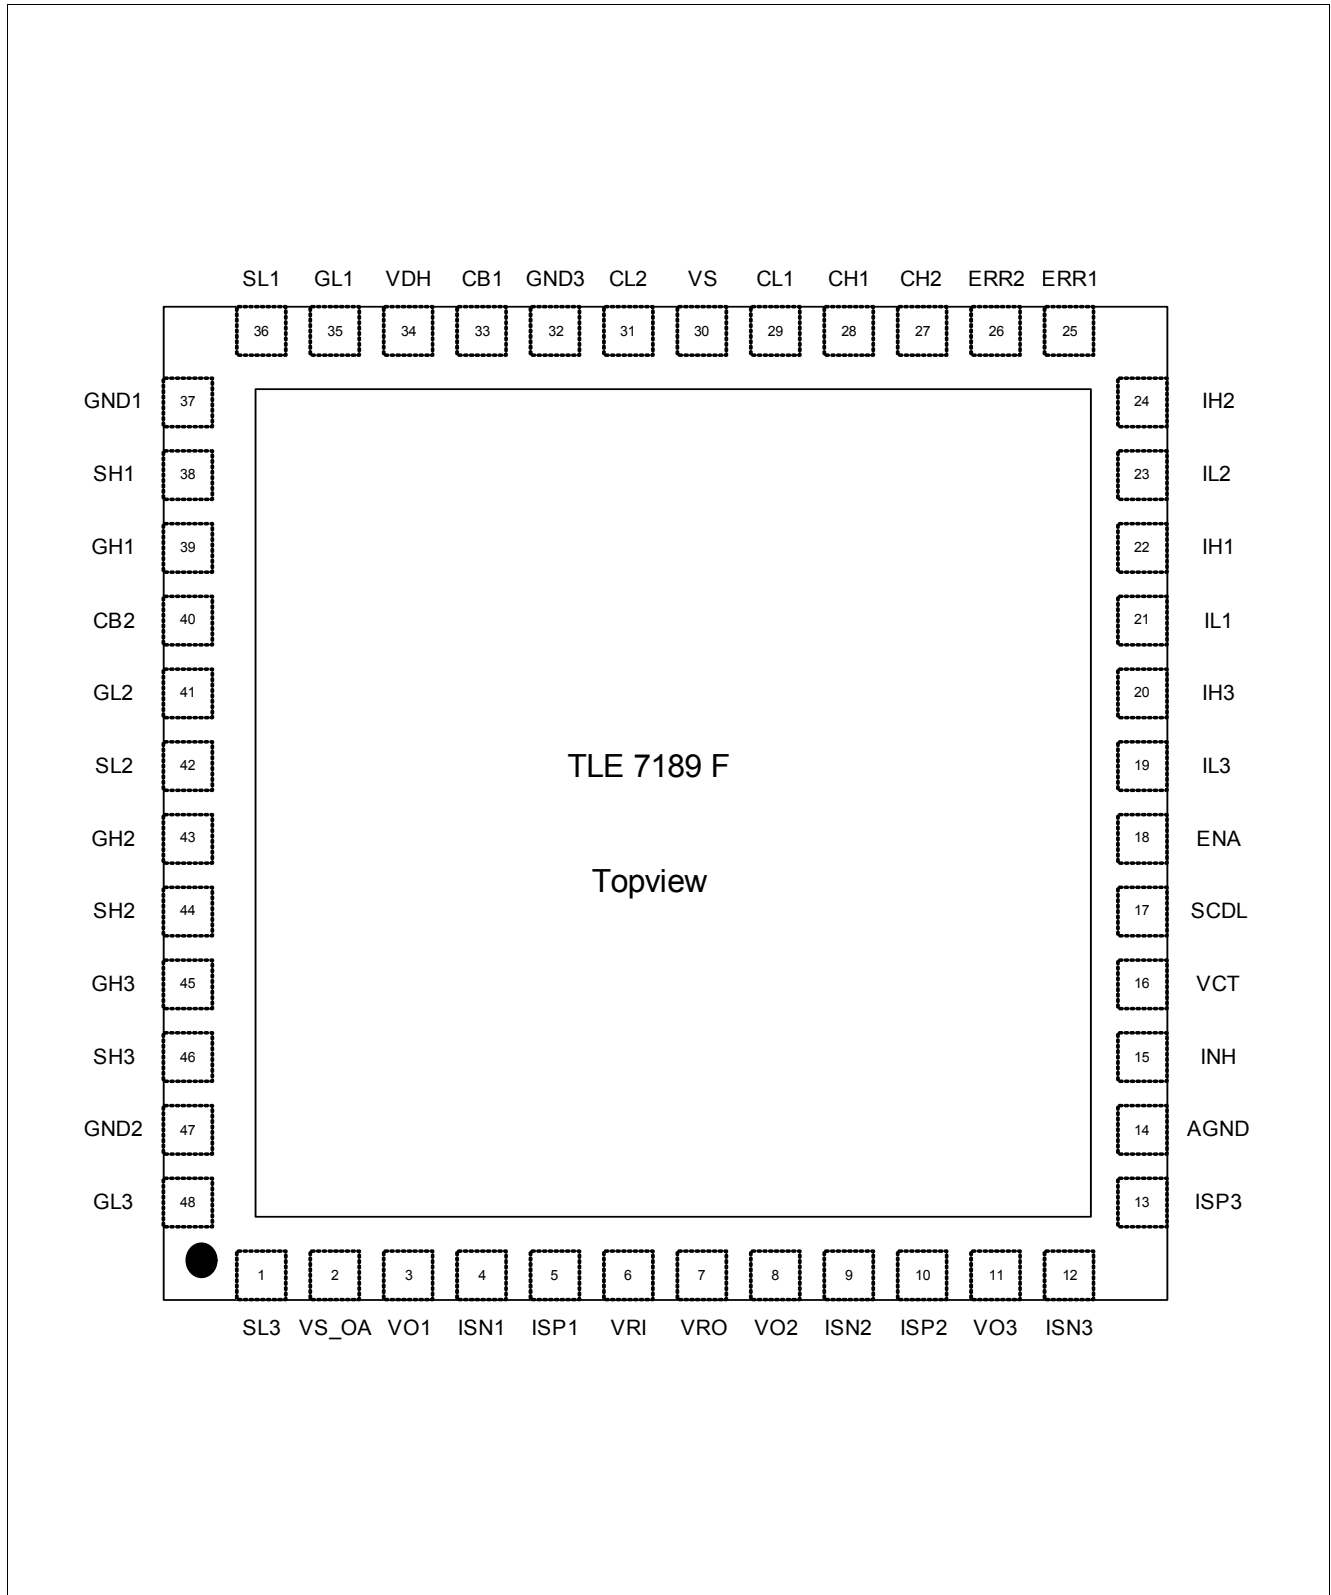 SL1 GL1 VDH CB1 GND3 CL2 VS CL1 CH1 CH2 ERR2 ERR1
36 35 34 33 32 31 30 29 28 27 26 25
GND1 37 24 IH2
SH1 38 23 IL2
GH1 39 22 IH1
CB2 40 21 IL1
GL2 41 20 IH3
SL2 42 TLE 7189 F 19 IL3
GH2 43 18 ENA
Topview
SH2 44 17 SCDL
GH3 45 16 VCT
SH3 46 15 INH
GND2 47 14 AGND
GL3 48 13 ISP3
1 2 3 4 5 6 7 8 9 10 11 12
SL3 VS_OA VO1 ISN1 ISP1 VRI VRO VO2 ISN2 ISP2 VO3 ISN3